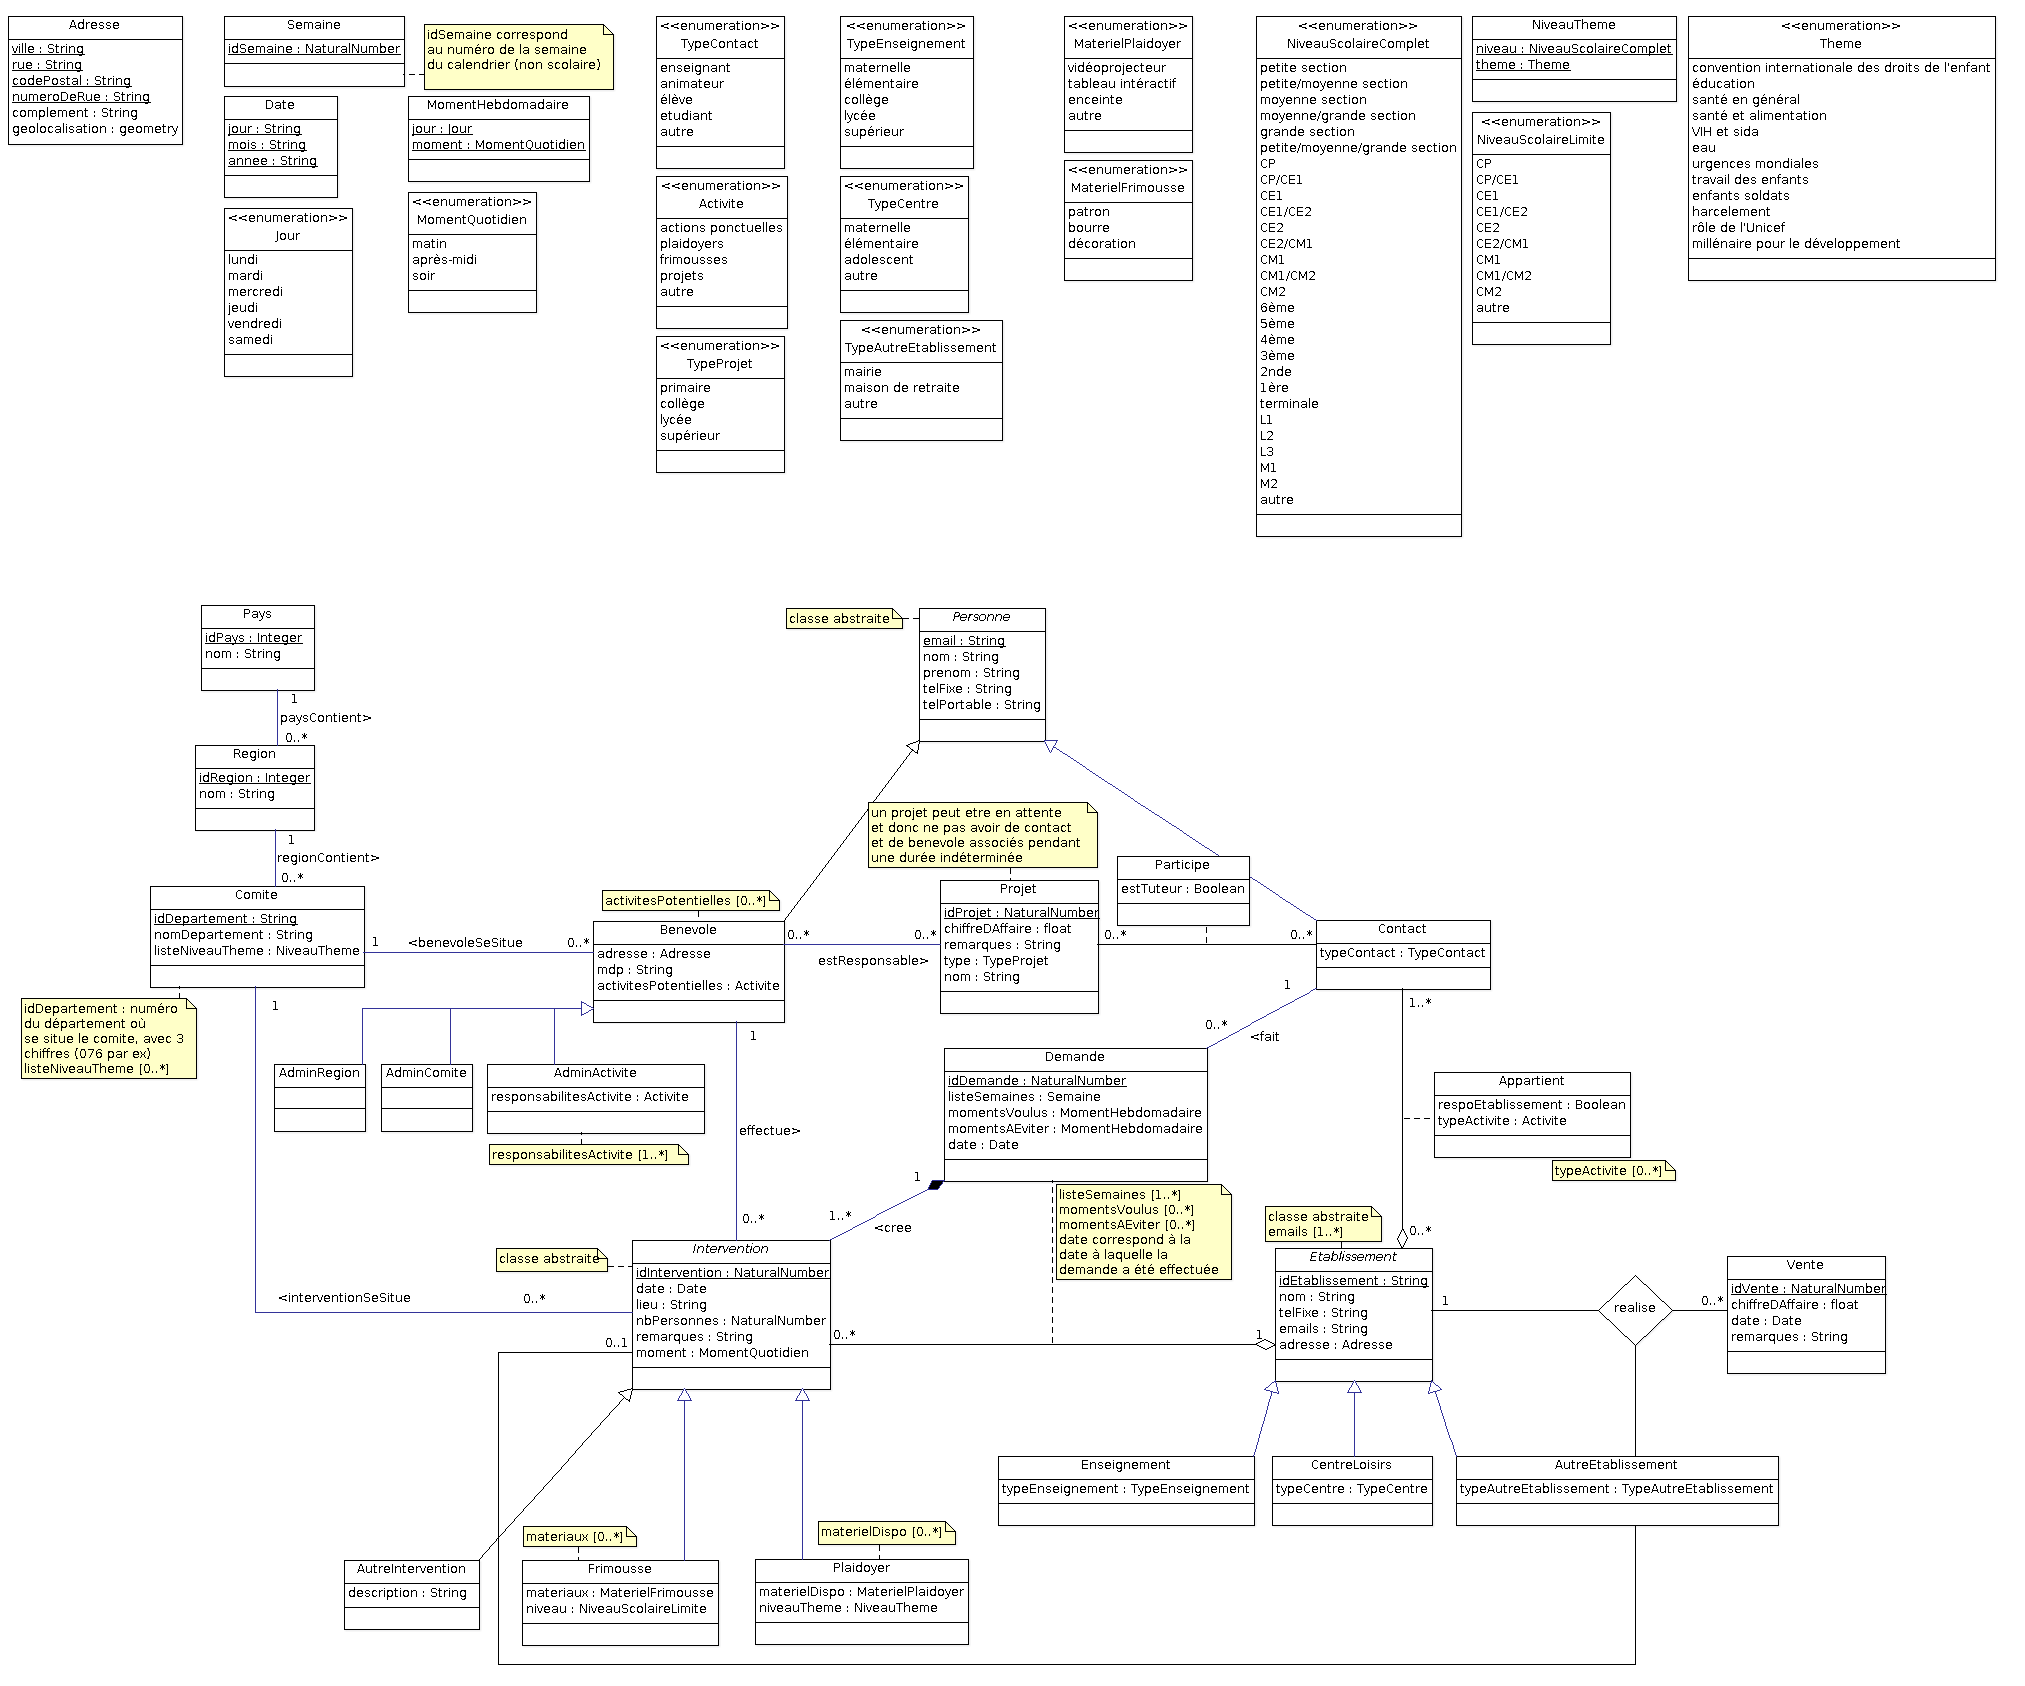 Adresse
ville : String
rue : String
codePostal : String
numeroDeRue : String
complement : String
geolocalisation : geometry
Semaine
idSemaine : NaturalNumber
idSemaine correspond
au numéro de la semaine
du calendrier (non scolaire)
Date
jour : String
mois : String
annee : String
MomentHebdomadaire
jour : Jour
moment : MomentQuotidien
<<enumeration>>
Jour
lundi
mardi
mercredi
jeudi
vendredi
samedi
<<enumeration>>
MomentQuotidien
matin
après-midi
soir
<<enumeration>>
TypeContact
enseignant
animateur
élève
etudiant
autre
<<enumeration>>
Activite
actions ponctuelles
plaidoyers
frimousses
projets
autre
<<enumeration>>
TypeProjet
primaire
collège
lycée
supérieur
<<enumeration>>
TypeEnseignement
maternelle
élémentaire
collège
lycée
supérieur
<<enumeration>>
TypeCentre
maternelle
élémentaire
adolescent
autre
<<enumeration>>
TypeAutreEtablissement
mairie
maison de retraite
autre
<<enumeration>>
MaterielPlaidoyer
vidéoprojecteur
tableau intéractif
enceinte
autre
<<enumeration>>
MaterielFrimousse
patron
bourre
décoration
<<enumeration>>
NiveauScolaireComplet
petite section
petite/moyenne section
moyenne section
moyenne/grande section
grande section
petite/moyenne/grande section
CP
CP/CE1
CE1
CE1/CE2
CE2
CE2/CM1
CM1
CM1/CM2
CM2
6ème
5ème
4ème
3ème
2nde
1ère
terminale
L1
L2
L3
M1
M2
autre
NiveauTheme
niveau : NiveauScolaireComplet
theme : Theme
<<enumeration>>
NiveauScolaireLimite
CP
CP/CE1
CE1
CE1/CE2
CE2
CE2/CM1
CM1
CM1/CM2
CM2
autre
<<enumeration>>
Theme
convention internationale des droits de l'enfant
éducation
santé en général
santé et alimentation
VIH et sida
eau
urgences mondiales
travail des enfants
enfants soldats
harcelement
rôle de l'Unicef
millénaire pour le développement
Pays
idPays : Integer
nom : String
1
paysContient>
0..*
Region
idRegion : Integer
nom : String
1
regionContient>
0..*
Comite
idDepartement : String
nomDepartement : String
listeNiveauTheme : NiveauTheme
idDepartement : numéro
du département où
se situe le comite, avec 3
chiffres (076 par ex)
listeNiveauTheme [0..*]
1
<benevoleSeSitue
0..*
1
<interventionSeSitue
0..*
classe abstraite
Personne
email : String
nom : String
prenom : String
telFixe : String
telPortable : String
activitesPotentielles [0..*]
Benevole
adresse : Adresse
mdp : String
activitesPotentielles : Activite
0..*
estResponsable>
0..*
un projet peut etre en attente
et donc ne pas avoir de contact
et de benevole associés pendant
une durée indéterminée
Projet
idProjet : NaturalNumber
chiffreDAffaire : float
remarques : String
type : TypeProjet
nom : String
Participe
estTuteur : Boolean
0..*
0..*
Contact
typeContact : TypeContact
AdminRegion
AdminComite
AdminActivite
responsabilitesActivite : Activite
responsabilitesActivite [1..*]
1
effectue>
0..*
1
0..*
<fait
Demande
idDemande : NaturalNumber
listeSemaines : Semaine
momentsVoulus : MomentHebdomadaire
momentsAEviter : MomentHebdomadaire
date : Date
1
1..*
<cree
listeSemaines [1..*]
momentsVoulus [0..*]
momentsAEviter [0..*]
date correspond à la
date à laquelle la
demande a été effectuée
1..*
Appartient
respoEtablissement : Boolean
typeActivite : Activite
typeActivite [0..*]
0..*
classe abstraite
emails [1..*]
Etablissement
idEtablissement : String
nom : String
telFixe : String
emails : String
adresse : Adresse
classe abstraite
Intervention
idIntervention : NaturalNumber
date : Date
lieu : String
nbPersonnes : NaturalNumber
remarques : String
moment : MomentQuotidien
0..*
1
0..1
1
realise
0..*
Vente
idVente : NaturalNumber
chiffreDAffaire : float
date : Date
remarques : String
Enseignement
typeEnseignement : TypeEnseignement
CentreLoisirs
typeCentre : TypeCentre
AutreEtablissement
typeAutreEtablissement : TypeAutreEtablissement
AutreIntervention
description : String
materiaux [0..*]
Frimousse
materiaux : MaterielFrimousse
niveau : NiveauScolaireLimite
materielDispo [0..*]
Plaidoyer
materielDispo : MaterielPlaidoyer
niveauTheme : NiveauTheme